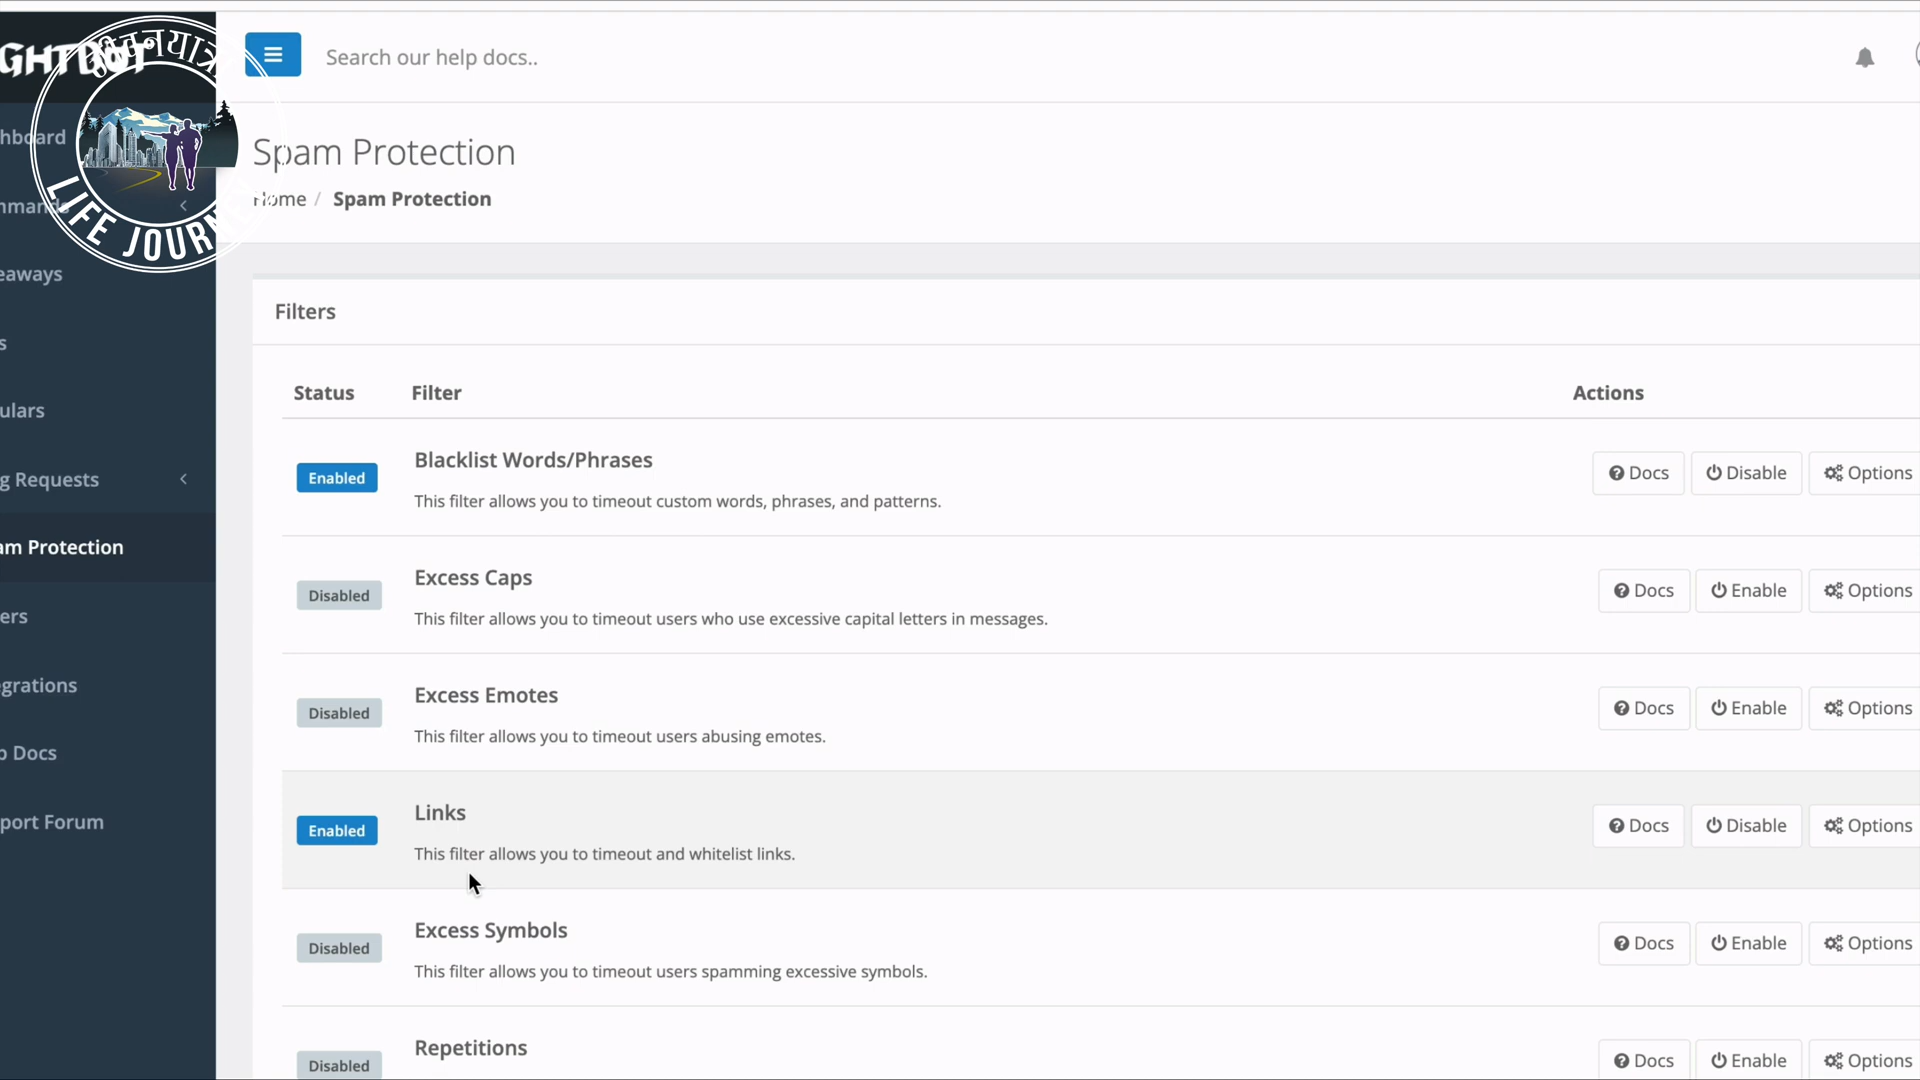 Search our help docs..
LIFE JOURNEY
hboard
Spam Protection
Home / Spam Protection
mmands
eaways
s
Filters
ulars
Status Filter Actions
Blacklist Words/Phrases
Enabled Docs Disable Options
This filter allows you to timeout custom words, phrases, and patterns.
g Requests
am Protection
Excess Caps
Disabled Docs Enable Options
This filter allows you to timeout users who use excessive capital letters in messages.
ers
egrations
Excess Emotes
Disabled Docs Enable Options
This filter allows you to timeout users abusing emotes.
p Docs
port Forum
Links
Enabled Docs Disable Options
This filter allows you to timeout and whitelist links.
Excess Symbols
Disabled Docs Enable Options
This filter allows you to timeout users spamming excessive symbols.
Repetitions
Disabled Docs Enable Options